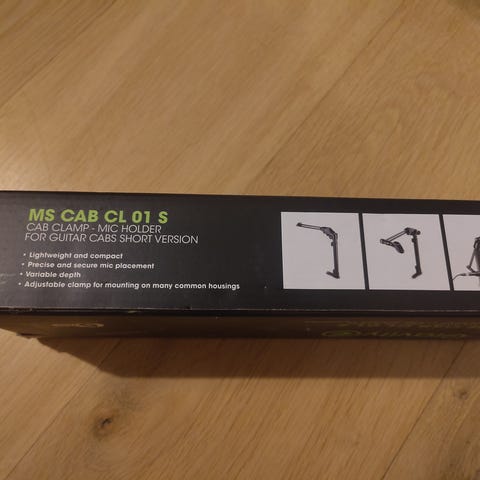 MS CAB CL 01 S
CAB CLAMP - MIC HOLDER
FOR GUITAR CABS SHORT VERSION
• Lightweight and compact
• Precise and secure mic placement
• Variable depth
• Adjustable clamp for mounting on many common housings